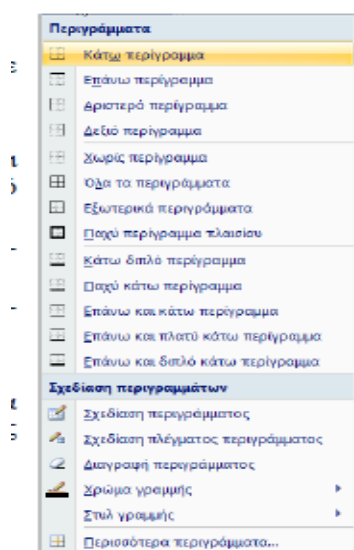 Περιγράμματα
Κάτω περίγραμμα
Επάνω περίγραμμα
Αριστερό περίγραμμα
Δεξιό περίγραμμα
Χωρίς περίγραμμα
Όλα τα περιγράμματα
Εξωτερικά περιγράμματα
Παχύ περίγραμμα πλαισίου
Κάτω διπλό περίγραμμα
Παχύ κάτω περίγραμμα
Επάνω και κάτω περίγραμμα
Επάνω και πλατύ κάτω περίγραμμα
Επάνω και διπλό κάτω περίγραμμα
Σχεδίαση περιγραμμάτων
Σχεδίαση περιγράμματος
Σχεδίαση πλέγματος περιγράμματος
Διαγραφή περιγράμματος
Χρώμα γραμμής
Στυλ γραμμής
Περισσότερα περιγράμματα...